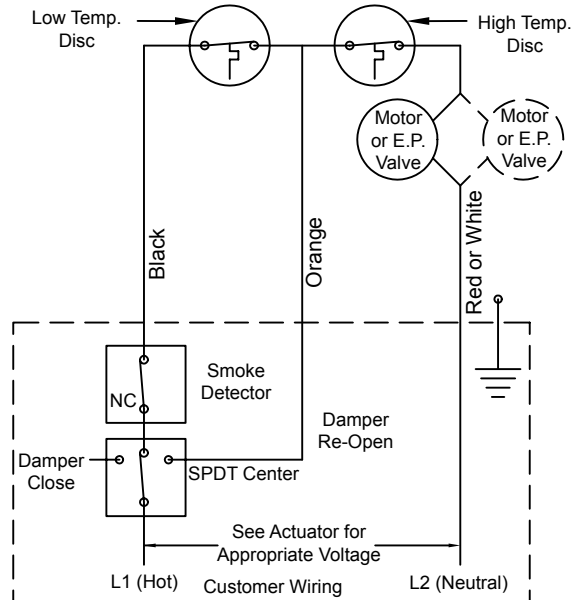 Low Temp.
Disc
High Temp.
Disc
Motor
or E.P.
Valve
Motor
or E.P.
Valve
Black
Orange
Red or White
Smoke
Detector
NC
Damper
Re-Open
Damper
Close
SPDT Center
See Actuator for
Appropriate Voltage
L1 (Hot)
Customer Wiring
L2 (Neutral)